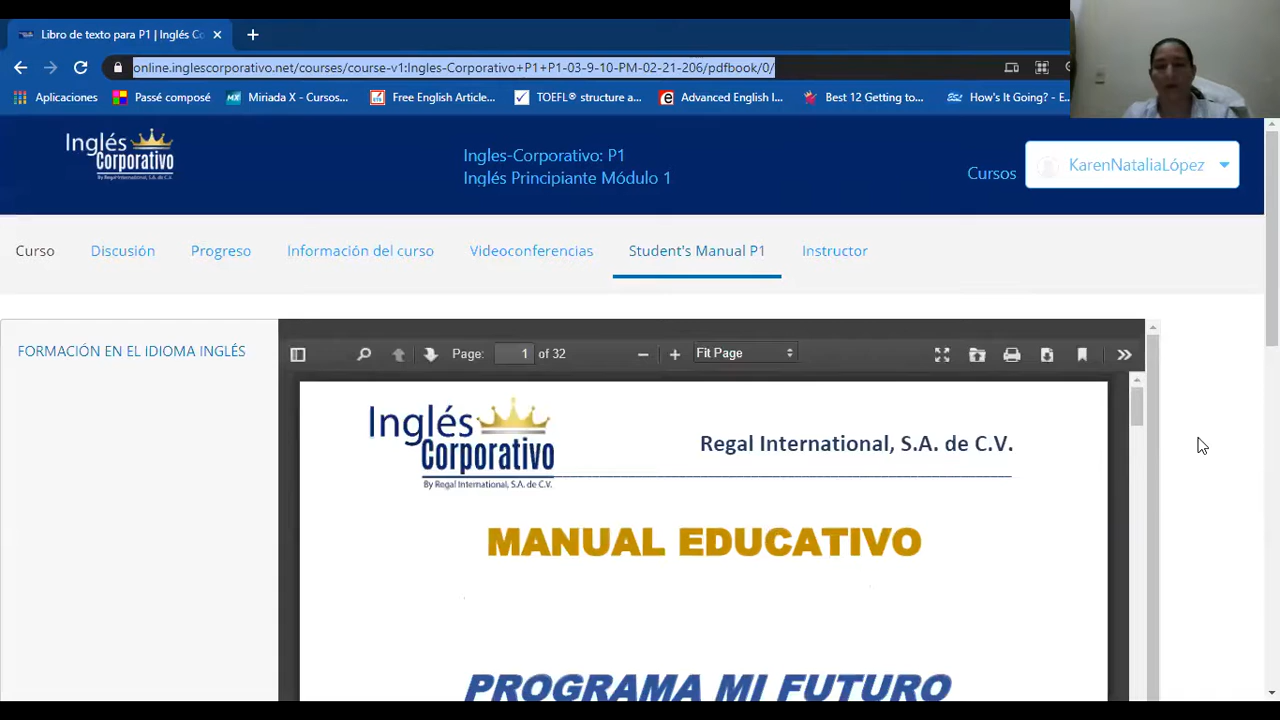 Libro de texto para P1 | Inglés Co
online.inglescorporativo.net/courses/course-v1:Ingles-Corporativo+P1+P1-03-9-10-PM-02-21-206/pdfbook/0/
Aplicaciones Passé composé Miriada X - Cursos... Free English Article... TOEFL® structure a... Advanced English I... Best 12 Getting to... How's It Going? - E
Inglés
Corporativo
By Regal International, S.A. de C.V.
Ingles-Corporativo: P1
Inglés Principiante Módulo 1
Cursos
KarenNataliaLópez
Curso Discusión Progreso Información del curso Videoconferencias Student's Manual P1 Instructor
FORMACIÓN EN EL IDIOMA INGLÉS
Page: 1 of 32 Fit Page
Inglés
Corporativo
By Regal International, S.A. de C.V.
Regal International, S.A. de C.V.
MANUAL EDUCATIVO
PROGRAMA MI FUTURO